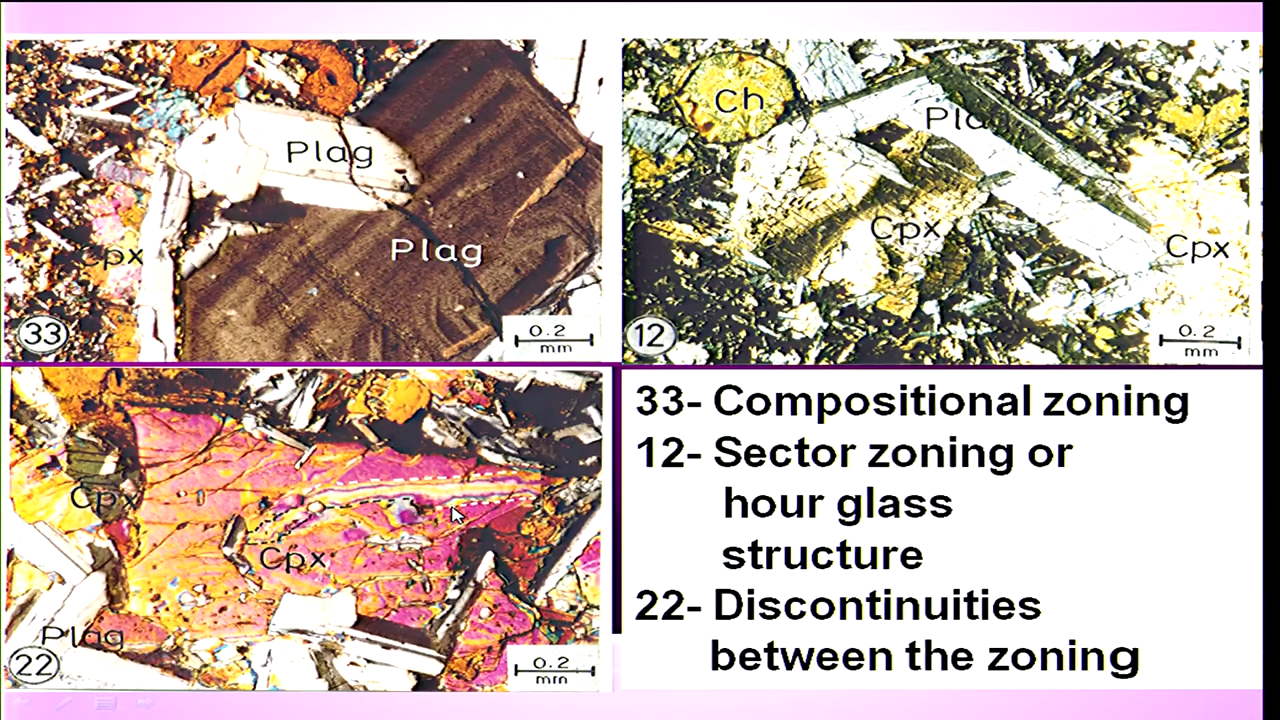 Plag
Plag
Cpx
33
0.2
mm
Ch
Plag
Cpx
Cpx
12
0.2
mm
Cpx
Cpx
Plag
22
0.2
mm
33- Compositional zoning
12- Sector zoning or
hour glass
structure
22- Discontinuities
between the zoning